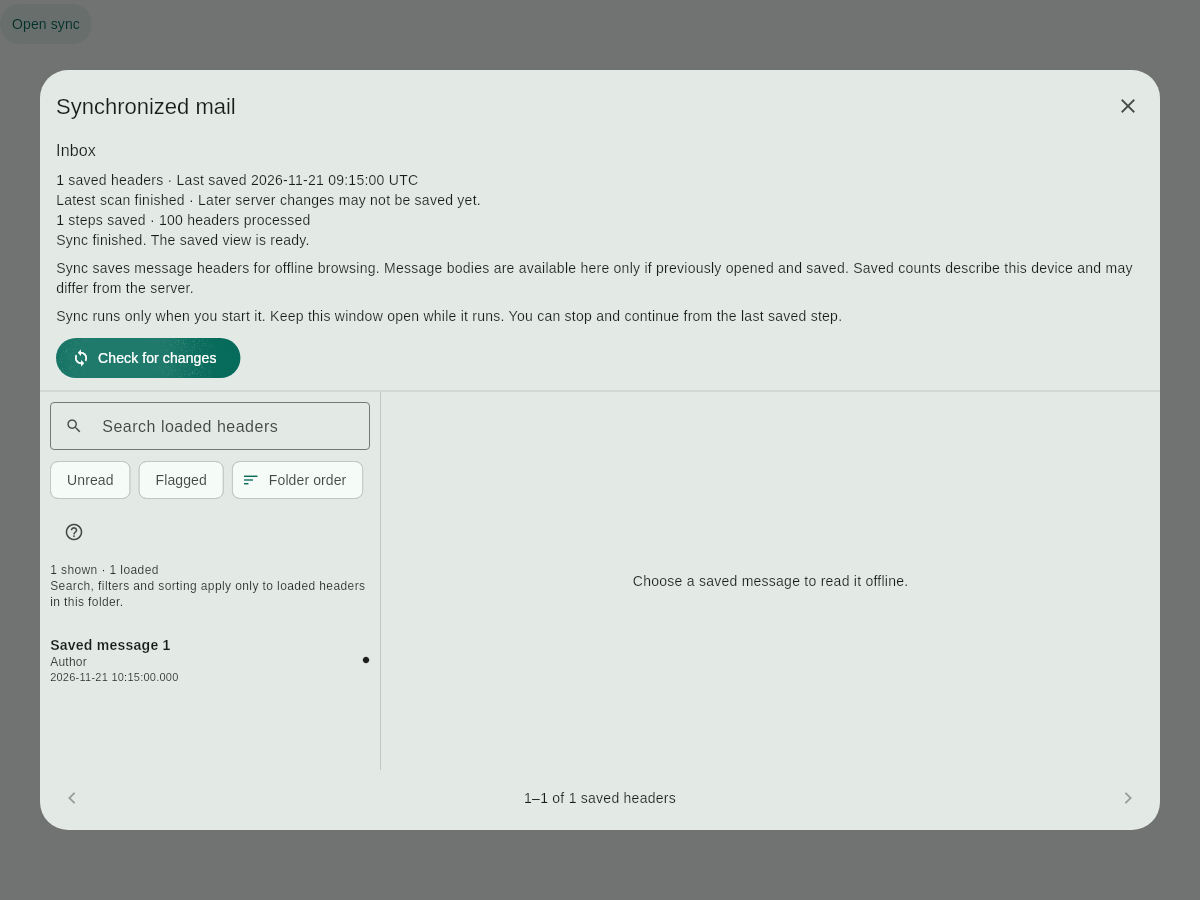 Open sync
Synchronized mail
Inbox
1 saved headers · Last saved 2026-11-21 09:15:00 UTC
Latest scan finished · Later server changes may not be saved yet.
1 steps saved · 100 headers processed
Sync finished. The saved view is ready.
Sync saves message headers for offline browsing. Message bodies are available here only if previously opened and saved. Saved counts describe this device and may
differ from the server.
Sync runs only when you start it. Keep this window open while it runs. You can stop and continue from the last saved step.
Check for changes
Search loaded headers
Unread
Flagged
Folder order
1 shown · 1 loaded
Search, filters and sorting apply only to loaded headers
in this folder.
Saved message 1
Author
2026-11-21 10:15:00.000
Choose a saved message to read it offline.
1–1 of 1 saved headers